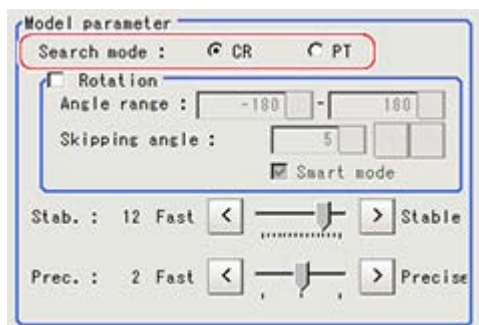 Model parameter
Search mode : CR PT
Rotation
Angle range : -180 - 180
Skipping angle : 5
Smart mode
Stab. : 12 Fast < > Stable
Prec. : 2 Fast < > Precise